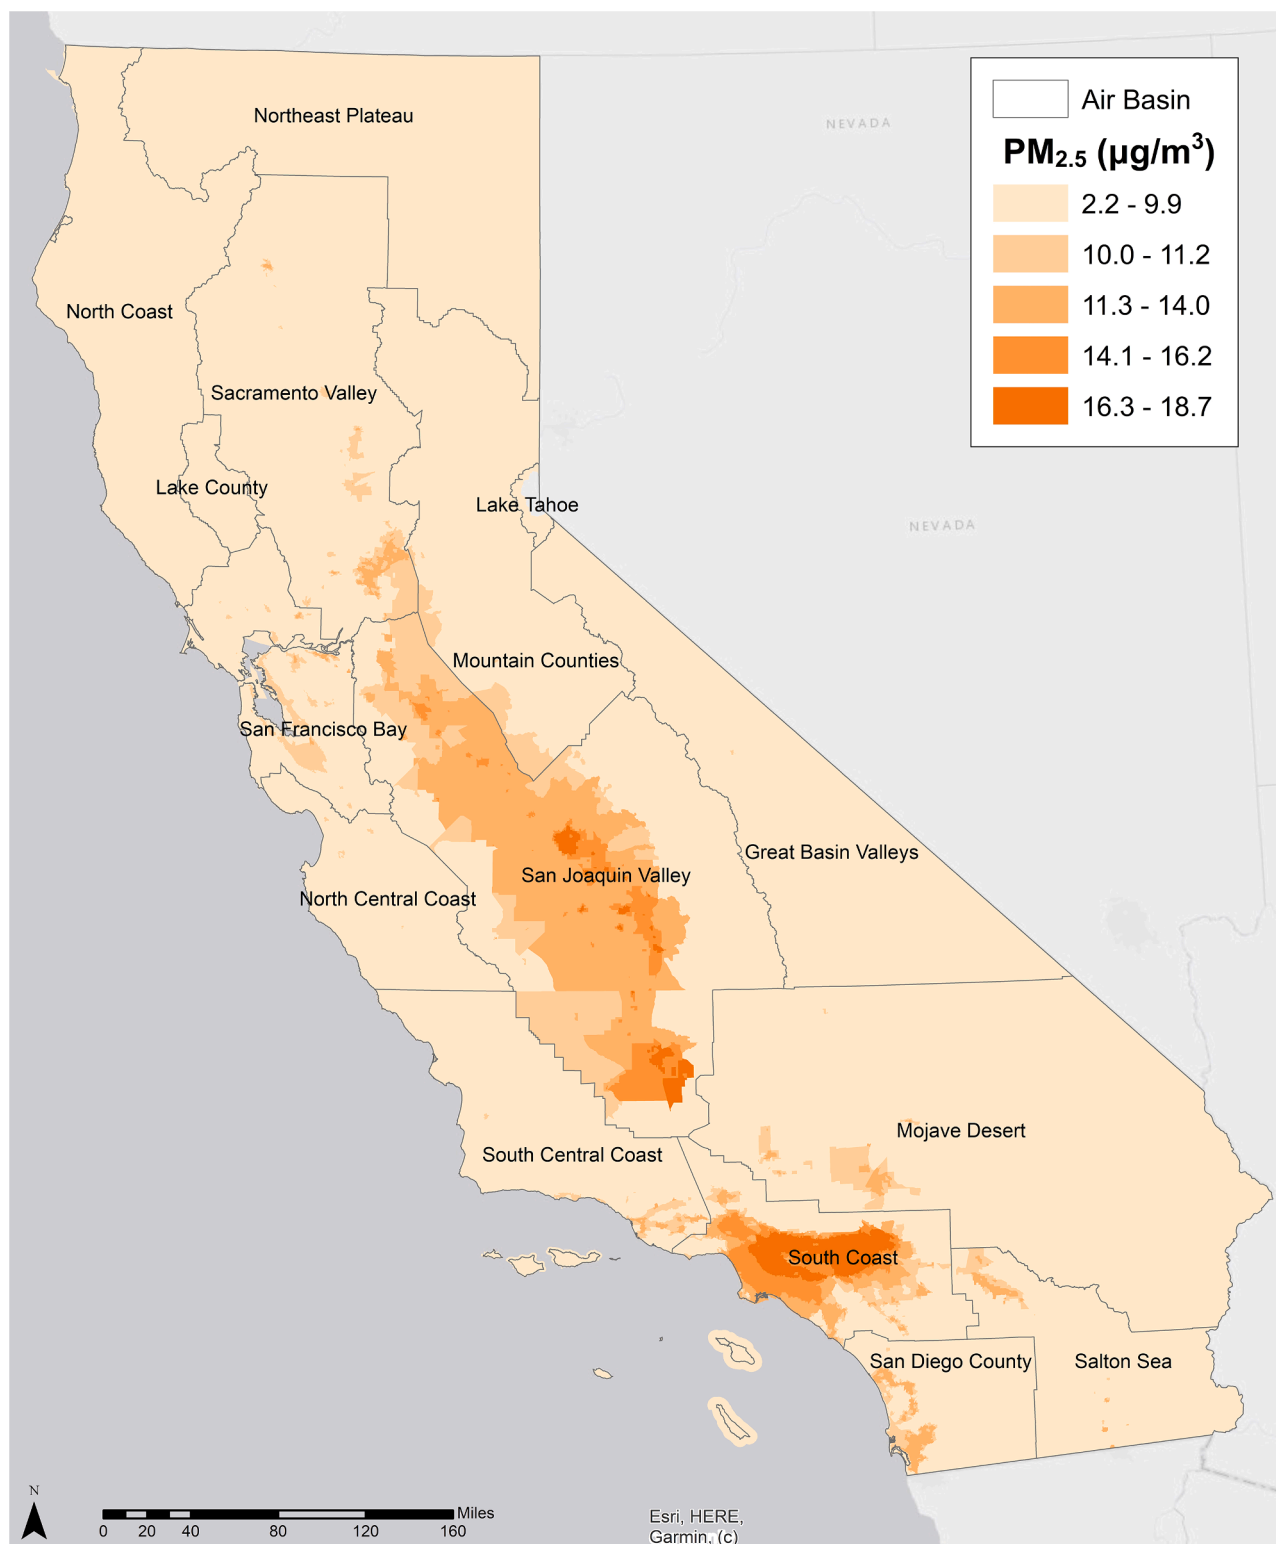 Air Basin
PM2.5 (µg/m3)
2.2 - 9.9
10.0 - 11.2
11.3 - 14.0
14.1 - 16.2
16.3 - 18.7
NEVADA
Northeast Plateau
North Coast
Sacramento Valley
Lake County
Lake Tahoe
NEVADA
Mountain Counties
San Francisco Bay
Great Basin Valleys
San Joaquin Valley
North Central Coast
Mojave Desert
South Central Coast
South Coast
San Diego County
Salton Sea
N
Miles
0 20 40 80 120 160
Esri, HERE,
Garmin, (c)